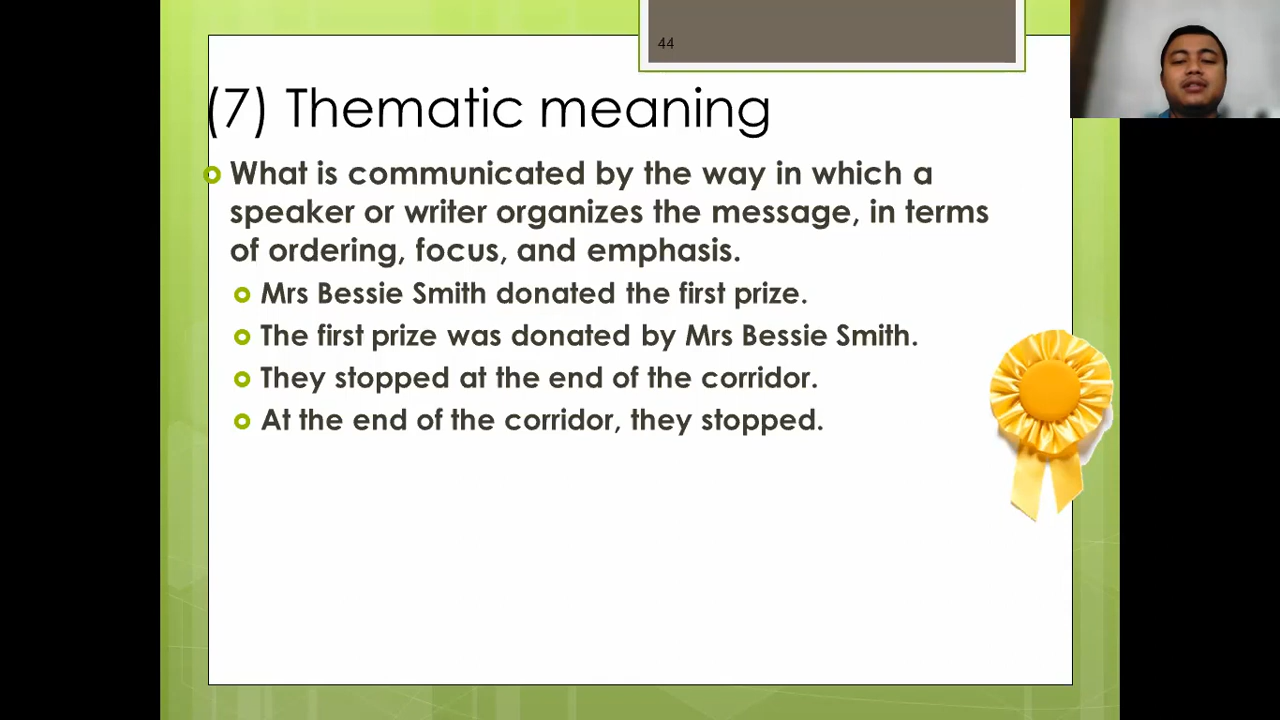 44
(7) Thematic meaning
What is communicated by the way in which a
speaker or writer organizes the message, in terms
of ordering, focus, and emphasis.
Mrs Bessie Smith donated the first prize.
The first prize was donated by Mrs Bessie Smith.
They stopped at the end of the corridor.
At the end of the corridor, they stopped.